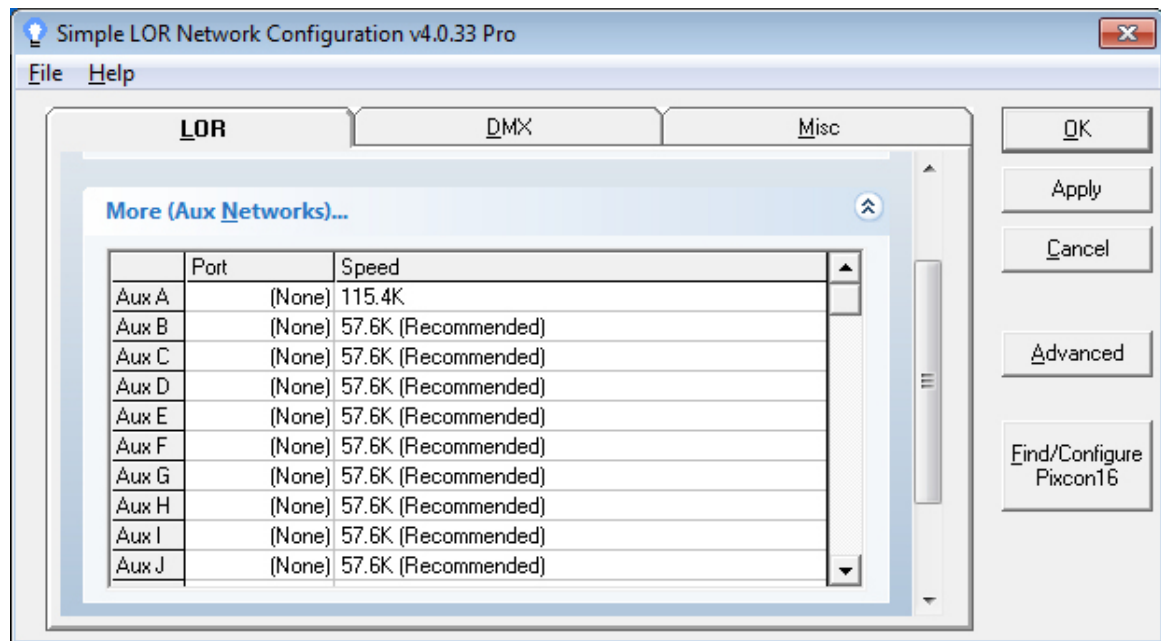 Simple LOR Network Configuration v4.0.33 Pro
File Help
LOR DMX Misc
OK
Apply
Cancel
Advanced
Find/Configure
Pixcon16
More (Aux Networks)...
Port Speed
Aux A (None) 115.4K
Aux B (None) 57.6K (Recommended)
Aux C (None) 57.6K (Recommended)
Aux D (None) 57.6K (Recommended)
Aux E (None) 57.6K (Recommended)
Aux F (None) 57.6K (Recommended)
Aux G (None) 57.6K (Recommended)
Aux H (None) 57.6K (Recommended)
Aux I (None) 57.6K (Recommended)
Aux J (None) 57.6K (Recommended)